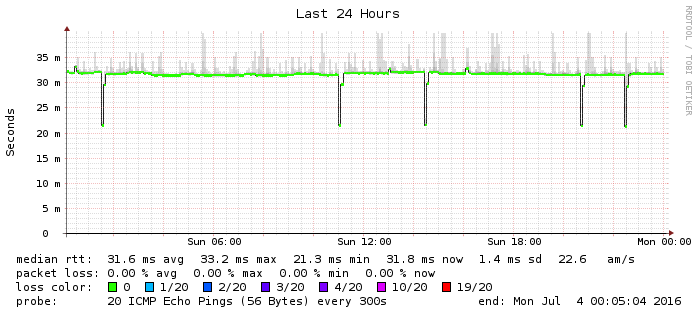 Last 24 Hours
RRDTOOL / TOBI OETIKER
Seconds
35 m
30 m
25 m
20 m
15 m
10 m
5 m
0
Sun 06:00 Sun 12:00 Sun 18:00 Mon 00:00
median rtt: 31.6 ms avg 33.2 ms max 21.3 ms min 31.8 ms now 1.4 ms sd 22.6 am/s
packet loss: 0.00 % avg 0.00 % max 0.00 % min 0.00 % now
loss color: 0 1/20 2/20 3/20 4/20 10/20 19/20
probe: 20 ICMP Echo Pings (56 Bytes) every 300s end: Mon Jul 4 00:05:04 2016